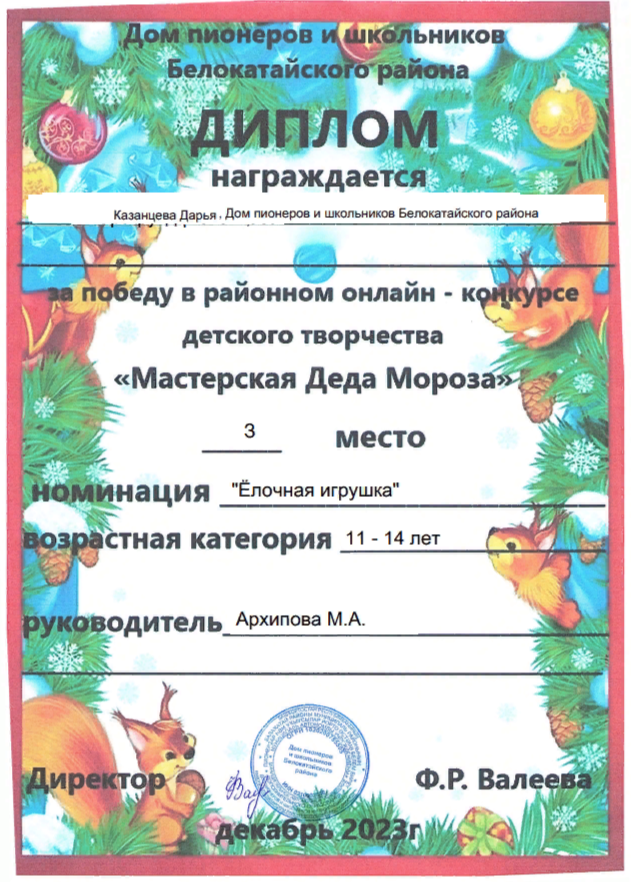 Дом пионеров и школьников
Белокатайского района
ДИПЛОМ
награждается
Казанцева Дарья, Дом пионеров и школьников Белокатайского района
за победу в районном онлайн - конкурсе
детского творчества
«Мастерская Деда Мороза»
3 место
номинация "Ёлочная игрушка"
возрастная категория 11 - 14 лет
руководитель Архипова М.А.
Дом пионеров
и школьников
Белокатайского
района
Директор Ф.Р. Валеева
декабрь 2023г